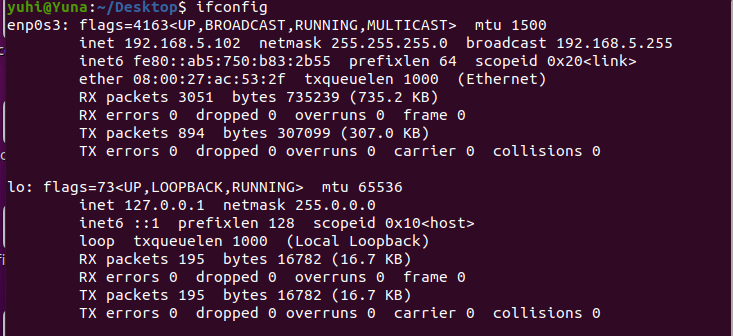 yuhi@Yuna:~/Desktop$ ifconfig
enp0s3: flags=4163<UP,BROADCAST,RUNNING,MULTICAST>  mtu 1500
        inet 192.168.5.102  netmask 255.255.255.0  broadcast 192.168.5.255
        inet6 fe80::ab5:750:b83:2b55  prefixlen 64  scopeid 0x20<link>
        ether 08:00:27:ac:53:2f  txqueuelen 1000  (Ethernet)
        RX packets 3051  bytes 735239 (735.2 KB)
        RX errors 0  dropped 0  overruns 0  frame 0
        TX packets 894  bytes 307099 (307.0 KB)
        TX errors 0  dropped 0 overruns 0  carrier 0  collisions 0

lo: flags=73<UP,LOOPBACK,RUNNING>  mtu 65536
        inet 127.0.0.1  netmask 255.0.0.0
        inet6 ::1  prefixlen 128  scopeid 0x10<host>
        loop  txqueuelen 1000  (Local Loopback)
        RX packets 195  bytes 16782 (16.7 KB)
        RX errors 0  dropped 0  overruns 0  frame 0
        TX packets 195  bytes 16782 (16.7 KB)
        TX errors 0  dropped 0 overruns 0  carrier 0  collisions 0